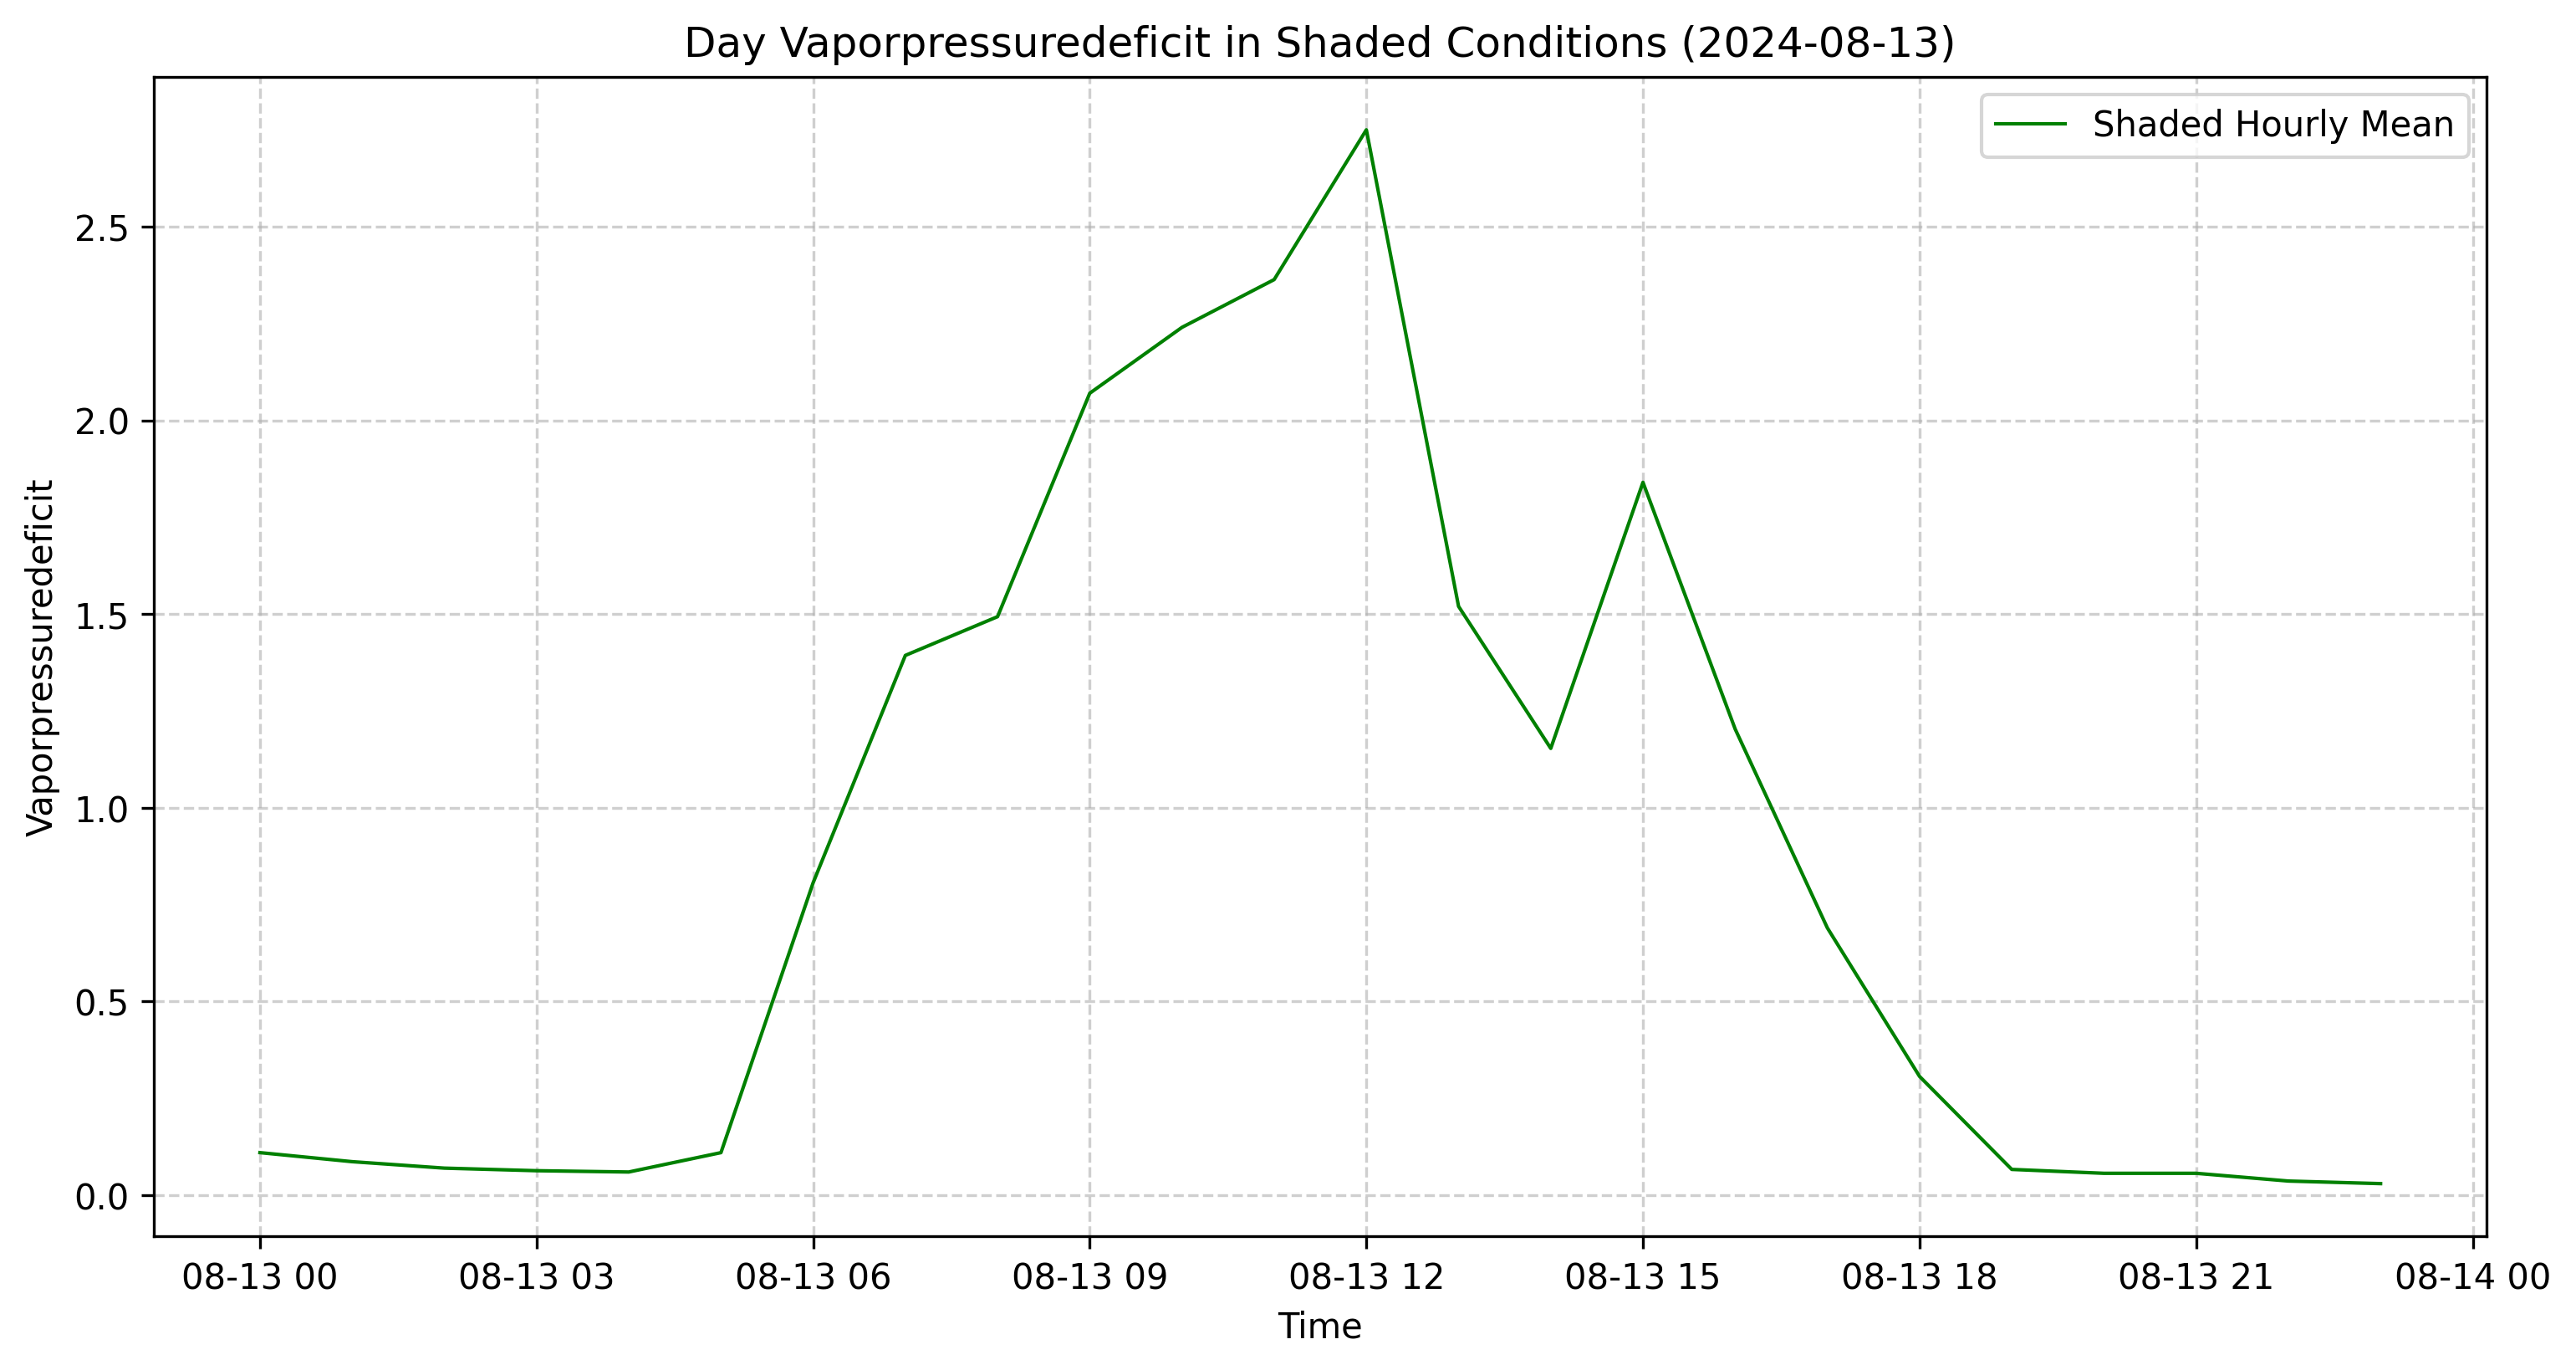 Day Vaporpressuredeficit in Shaded Conditions (2024-08-13)
Shaded Hourly Mean
Vaporpressuredeficit
2.5
2.0
1.5
1.0
0.5
0.0
08-13 00 08-13 03 08-13 06 08-13 09 08-13 12 08-13 15 08-13 18 08-13 21 08-14 00
Time